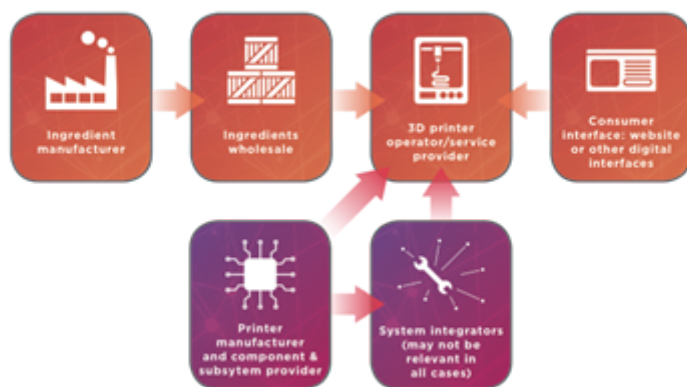 Ingredient
manufacturer
Ingredients
wholesale
3D printer
operator/service
provider
Consumer
interface: website
or other digital
interfaces
Printer
manufacturer
and component &
subsytem provider
System integrators
(may not be
relevant in
all cases)